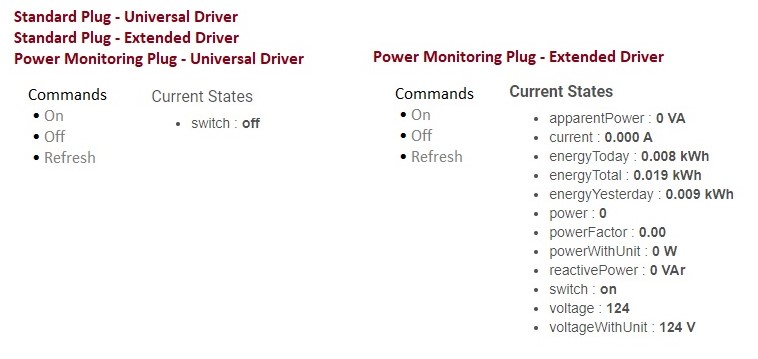 Standard Plug - Universal Driver
Standard Plug - Extended Driver
Power Monitoring Plug - Universal Driver
Commands
• On
• Off
• Refresh
Current States
• switch : off
Power Monitoring Plug - Extended Driver
Commands
• On
• Off
• Refresh
Current States
• apparentPower : 0 VA
• current : 0.000 A
• energyToday : 0.008 kWh
• energyTotal : 0.019 kWh
• energyYesterday : 0.009 kWh
• power : 0
• powerFactor : 0.00
• powerWithUnit : 0 W
• reactivePower : 0 VAr
• switch : on
• voltage : 124
• voltageWithUnit : 124 V